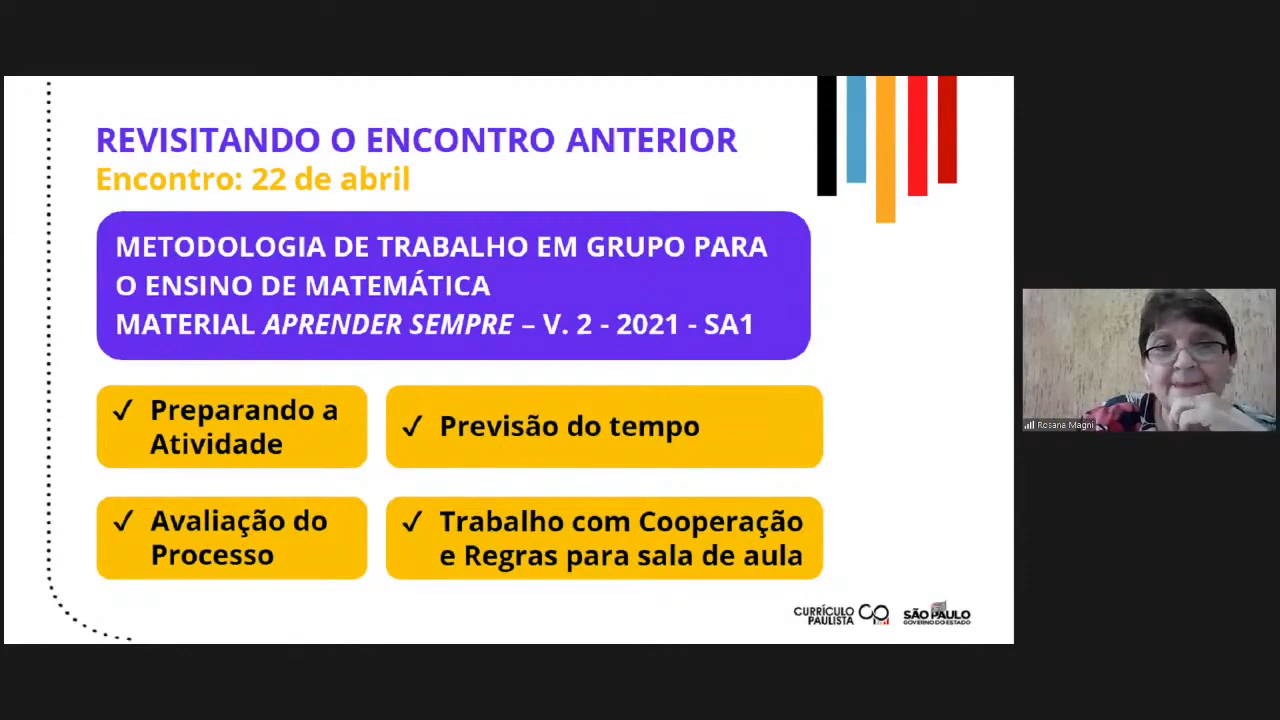 REVISITANDO O ENCONTRO ANTERIOR
Encontro: 22 de abril
METODOLOGIA DE TRABALHO EM GRUPO PARA
O ENSINO DE MATEMÁTICA
MATERIAL APRENDER SEMPRE – V. 2 - 2021 - SA1
✓ Preparando a
Atividade
✓ Previsão do tempo
✓ Avaliação do
Processo
✓ Trabalho com Cooperação
e Regras para sala de aula
CURRÍCULO
PAULISTA
CP
SÃO PAULO
GOVERNO DO ESTADO
Rosana Magni